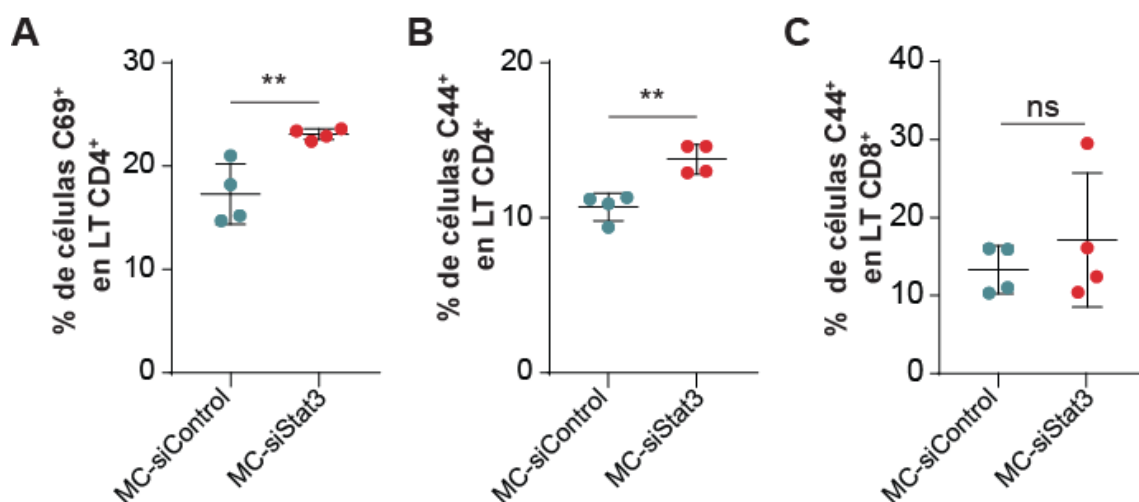 A
% de células C69⁺
en LT CD4⁺
30
20
10
0
**
MC-siControl
MC-siStat3
B
% de células C44⁺
en LT CD4⁺
20
10
0
**
MC-siControl
MC-siStat3
C
% de células C44⁺
en LT CD8⁺
40
30
20
10
0
ns
MC-siControl
MC-siStat3